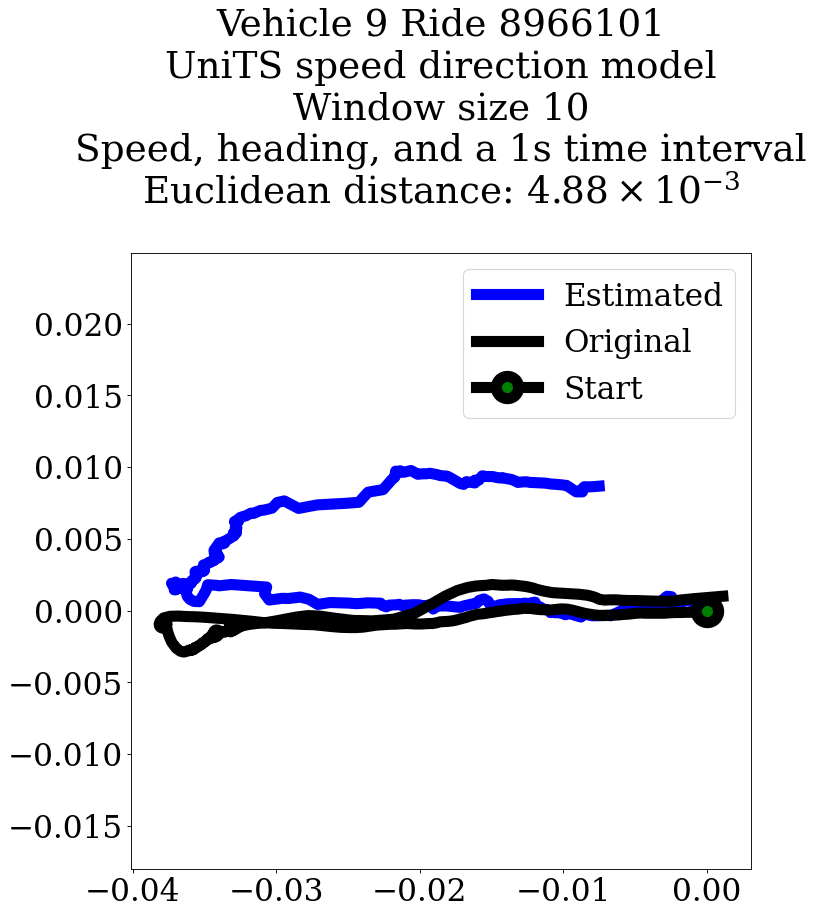 Vehicle 9 Ride 8966101
UniTS speed direction model
Window size 10
Speed, heading, and a 1s time interval
Euclidean distance: 4.88 × 10⁻³
Estimated
Original
Start
0.020
0.015
0.010
0.005
0.000
−0.005
−0.010
−0.015
−0.04 −0.03 −0.02 −0.01 0.00